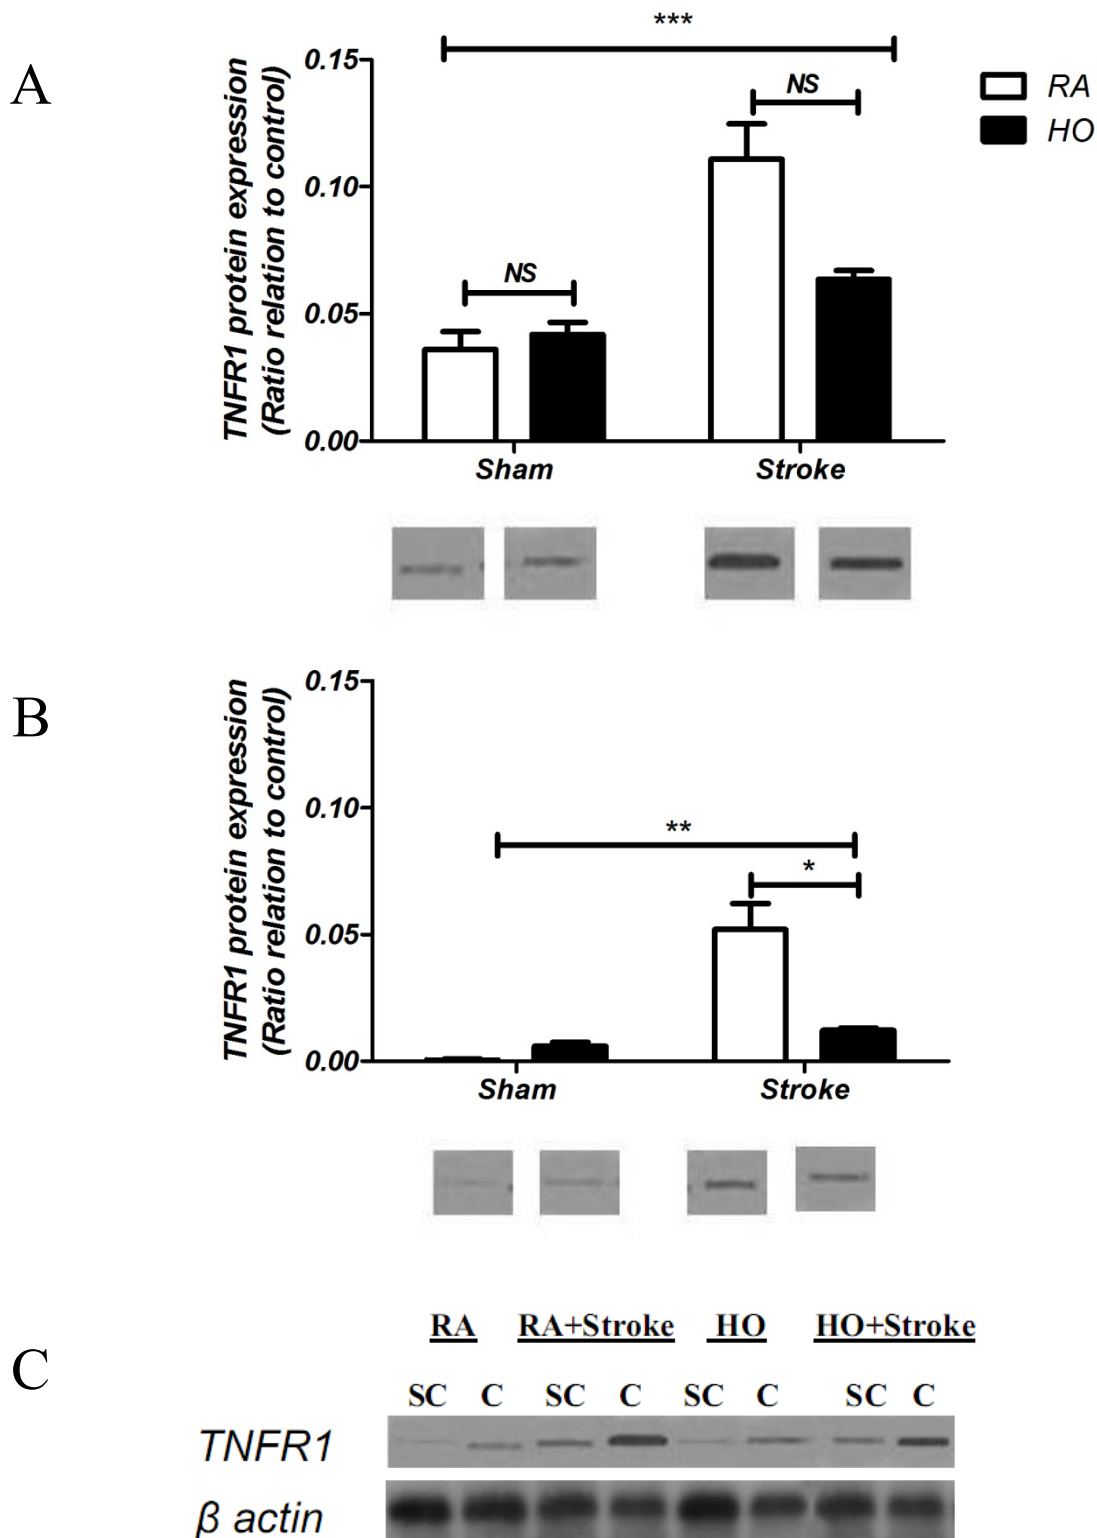 A
***
0.15
NS
RA
HO
TNFR1 protein expression
(Ratio relation to control)
0.10
NS
0.05
0.00
Sham Stroke
B
0.15
TNFR1 protein expression
(Ratio relation to control)
0.10
**
*
0.05
0.00
Sham Stroke
C
RA RA+Stroke HO HO+Stroke
SC C SC C SC C SC C
TNFR1
β actin